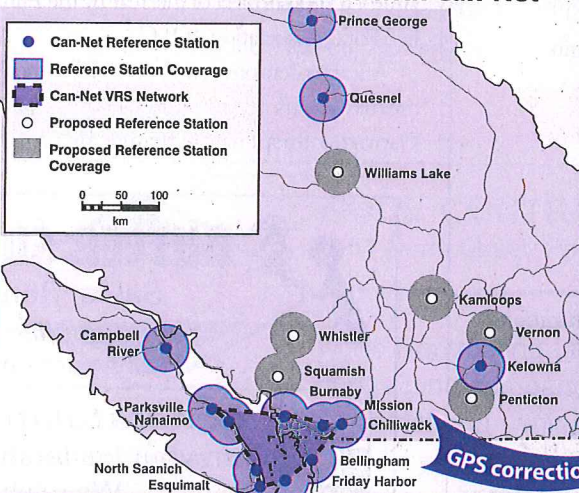 Can-Net Reference Station
Reference Station Coverage
Can-Net VRS Network
Proposed Reference Station
Proposed Reference Station
Coverage
0 50 100
km
Prince George
Quesnel
Williams Lake
Kamloops
Vernon
Kelowna
Penticton
Whistler
Squamish
Burnaby
Mission
Chilliwack
Campbell
River
Parksville
Nanaimo
North Saanich
Esquimalt
Bellingham
Friday Harbor
GPS correctio